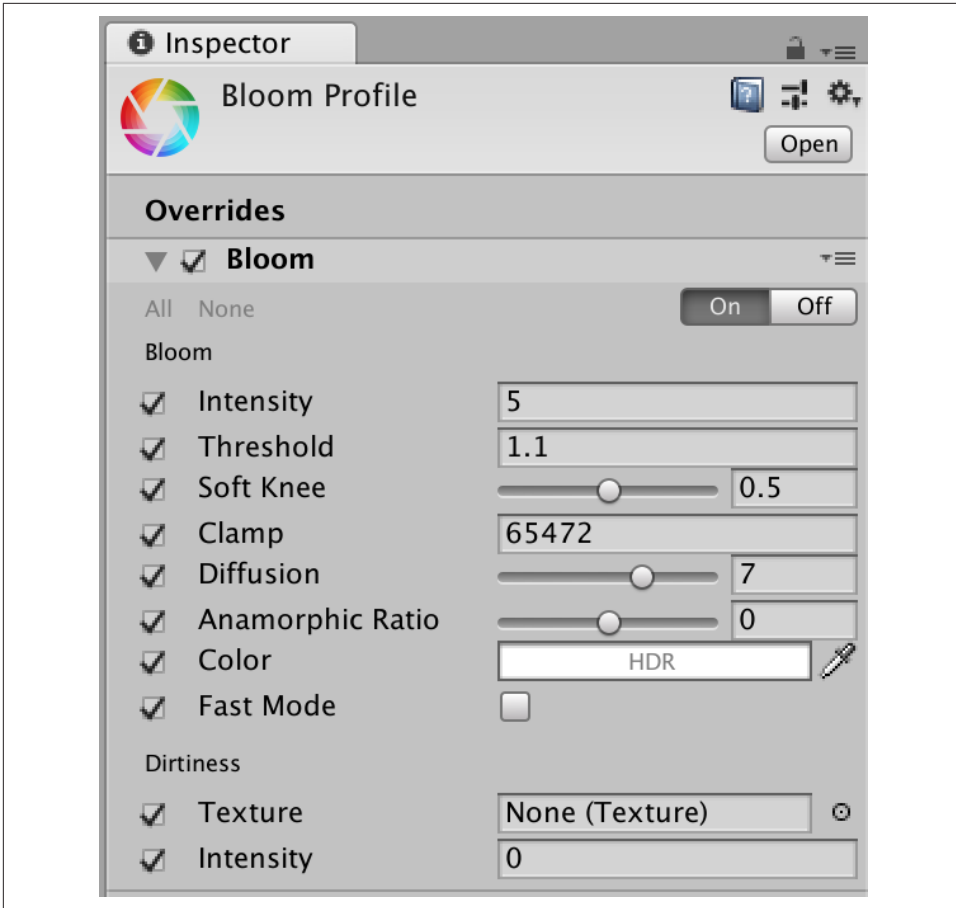 Inspector
Bloom Profile
Open
Overrides
Bloom
All None On Off
Bloom
Intensity 5
Threshold 1.1
Soft Knee 0.5
Clamp 65472
Diffusion 7
Anamorphic Ratio 0
Color HDR
Fast Mode
Dirtiness
Texture None (Texture)
Intensity 0